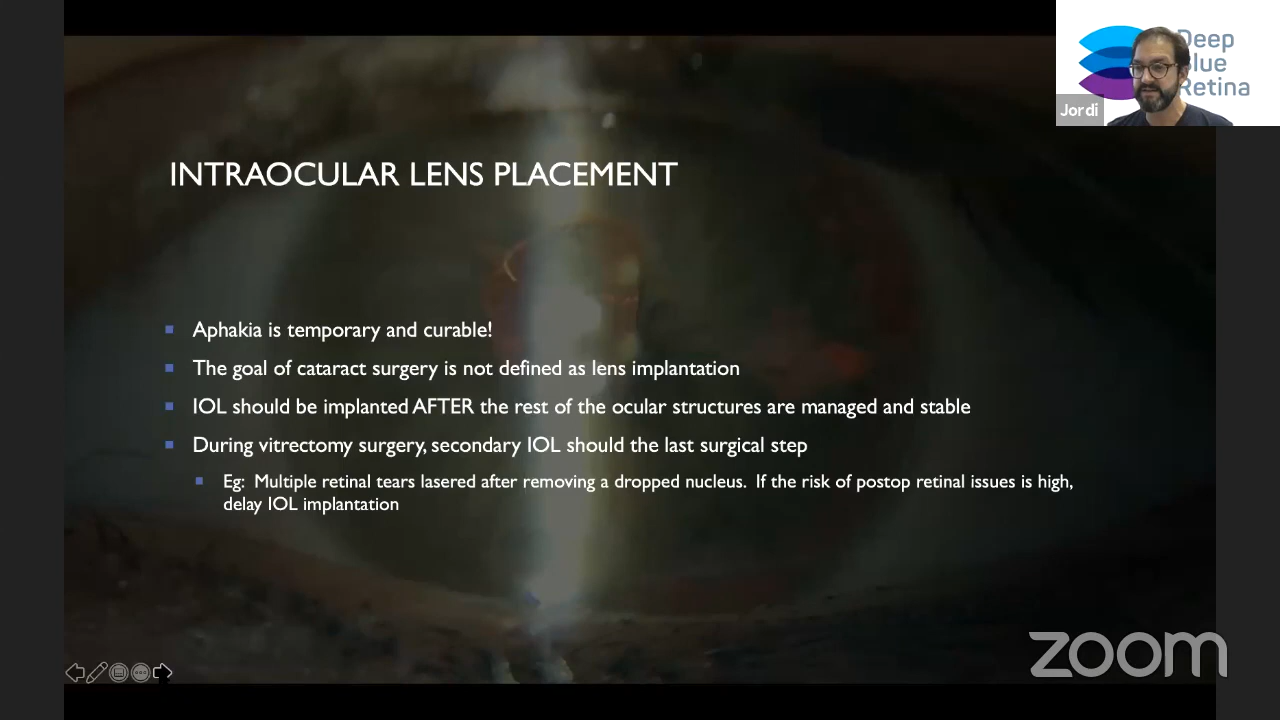 Deep
Blue
Retina
Jordi
INTRAOCULAR LENS PLACEMENT
Aphakia is temporary and curable!
The goal of cataract surgery is not defined as lens implantation
IOL should be implanted AFTER the rest of the ocular structures are managed and stable
During vitrectomy surgery, secondary IOL should the last surgical step
Eg: Multiple retinal tears lasered after removing a dropped nucleus. If the risk of postop retinal issues is high,
delay IOL implantation
zoom